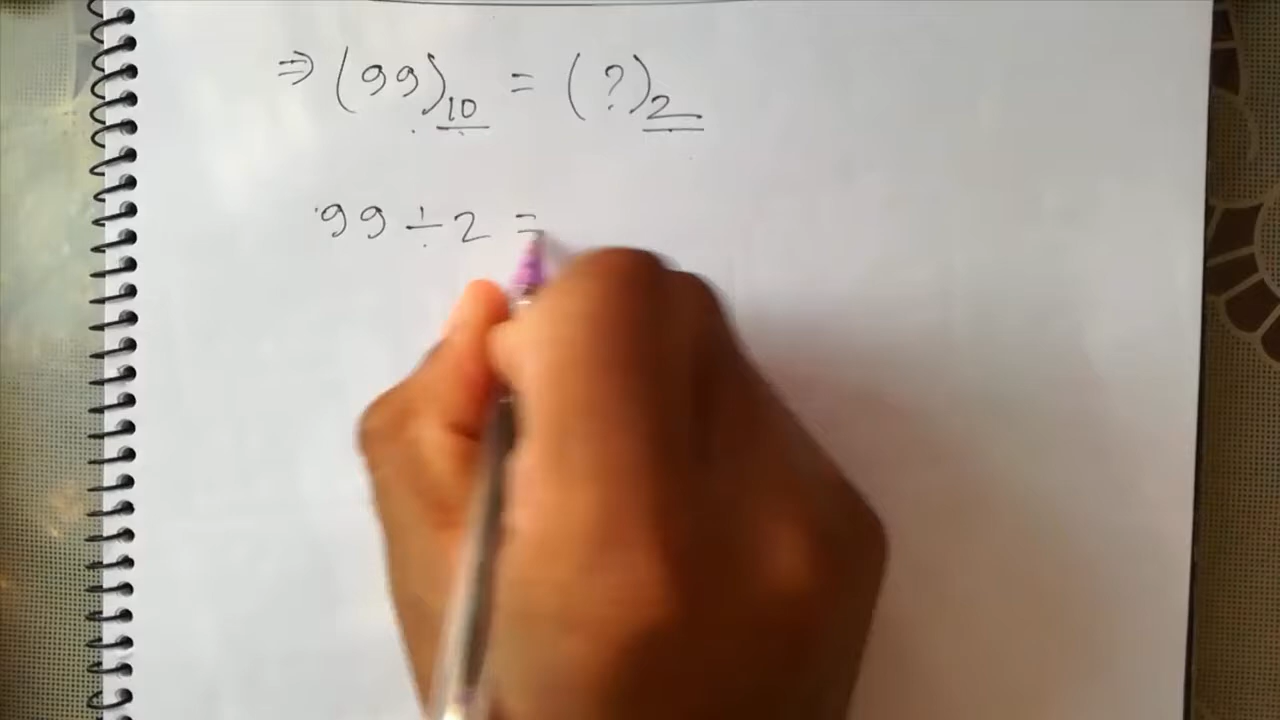 ⇒ (99)₁₀ = (?)₂
99 ÷ 2 =